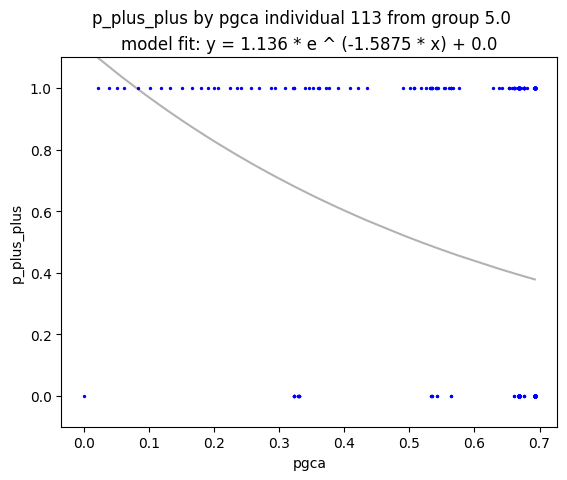 p_plus_plus by pgca individual 113 from group 5.0
model fit: y = 1.136 * e ^ (-1.5875 * x) + 0.0
1.0
0.8
0.6
0.4
0.2
0.0
p_plus_plus
0.0 0.1 0.2 0.3 0.4 0.5 0.6 0.7
pgca